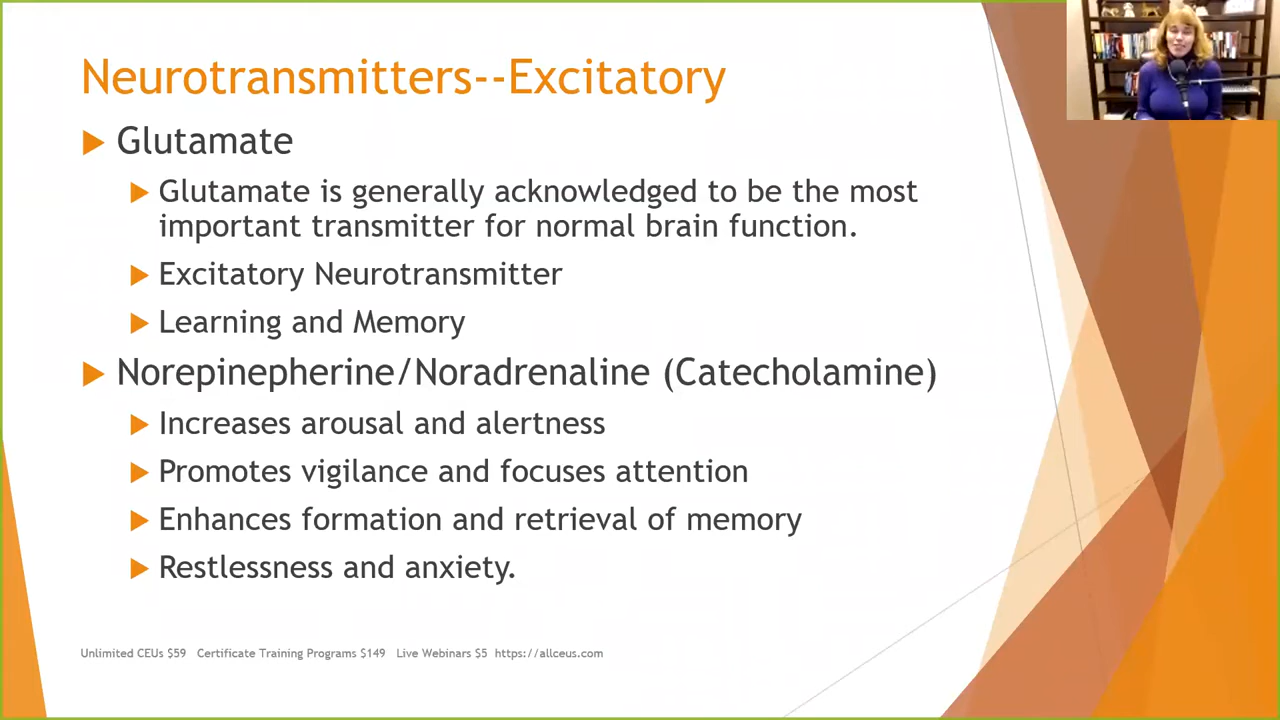 Neurotransmitters--Excitatory
Glutamate
Glutamate is generally acknowledged to be the most
important transmitter for normal brain function.
Excitatory Neurotransmitter
Learning and Memory
Norepinepherine/Noradrenaline (Catecholamine)
Increases arousal and alertness
Promotes vigilance and focuses attention
Enhances formation and retrieval of memory
Restlessness and anxiety.
Unlimited CEUs $59 Certificate Training Programs $149 Live Webinars $5 https://allceus.com